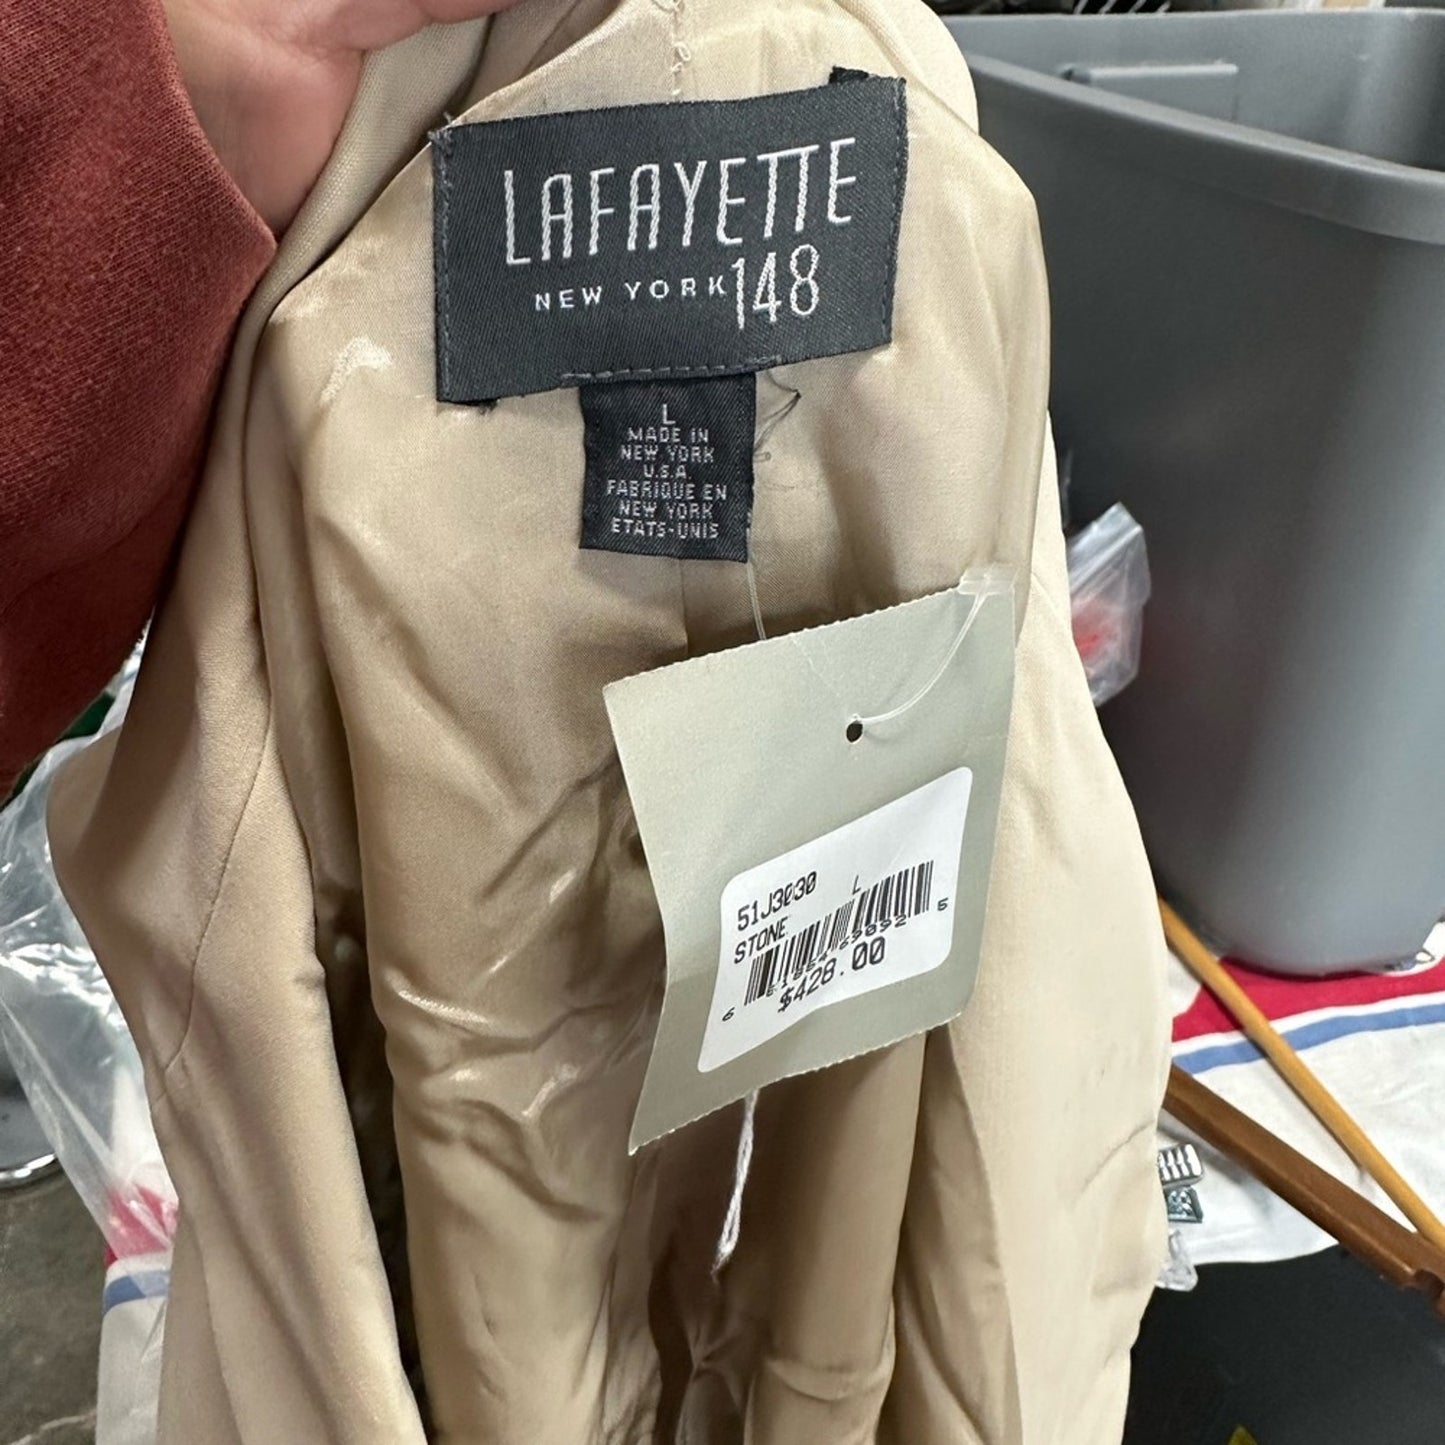 LAFAYETTE
NEW YORK 148
L
MADE IN
NEW YORK
U.S.A.
FABRIQUE EN
NEW YORK
ETATS-UNIS
51J3030 L
STONE
$428.00